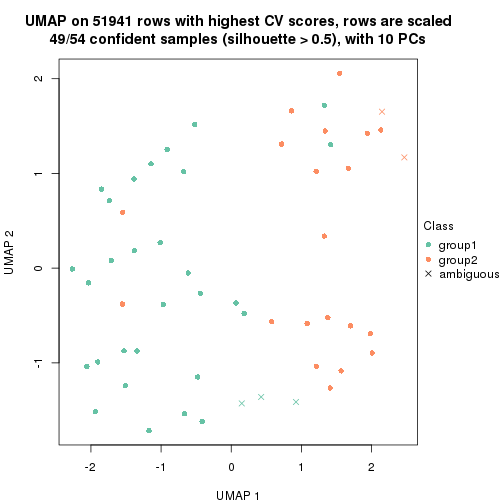 UMAP on 51941 rows with highest CV scores, rows are scaled
49/54 confident samples (silhouette > 0.5), with 10 PCs
2
1
0
-1
UMAP 2
-2
-1
0
1
2
UMAP 1
Class
group1
group2
ambiguous